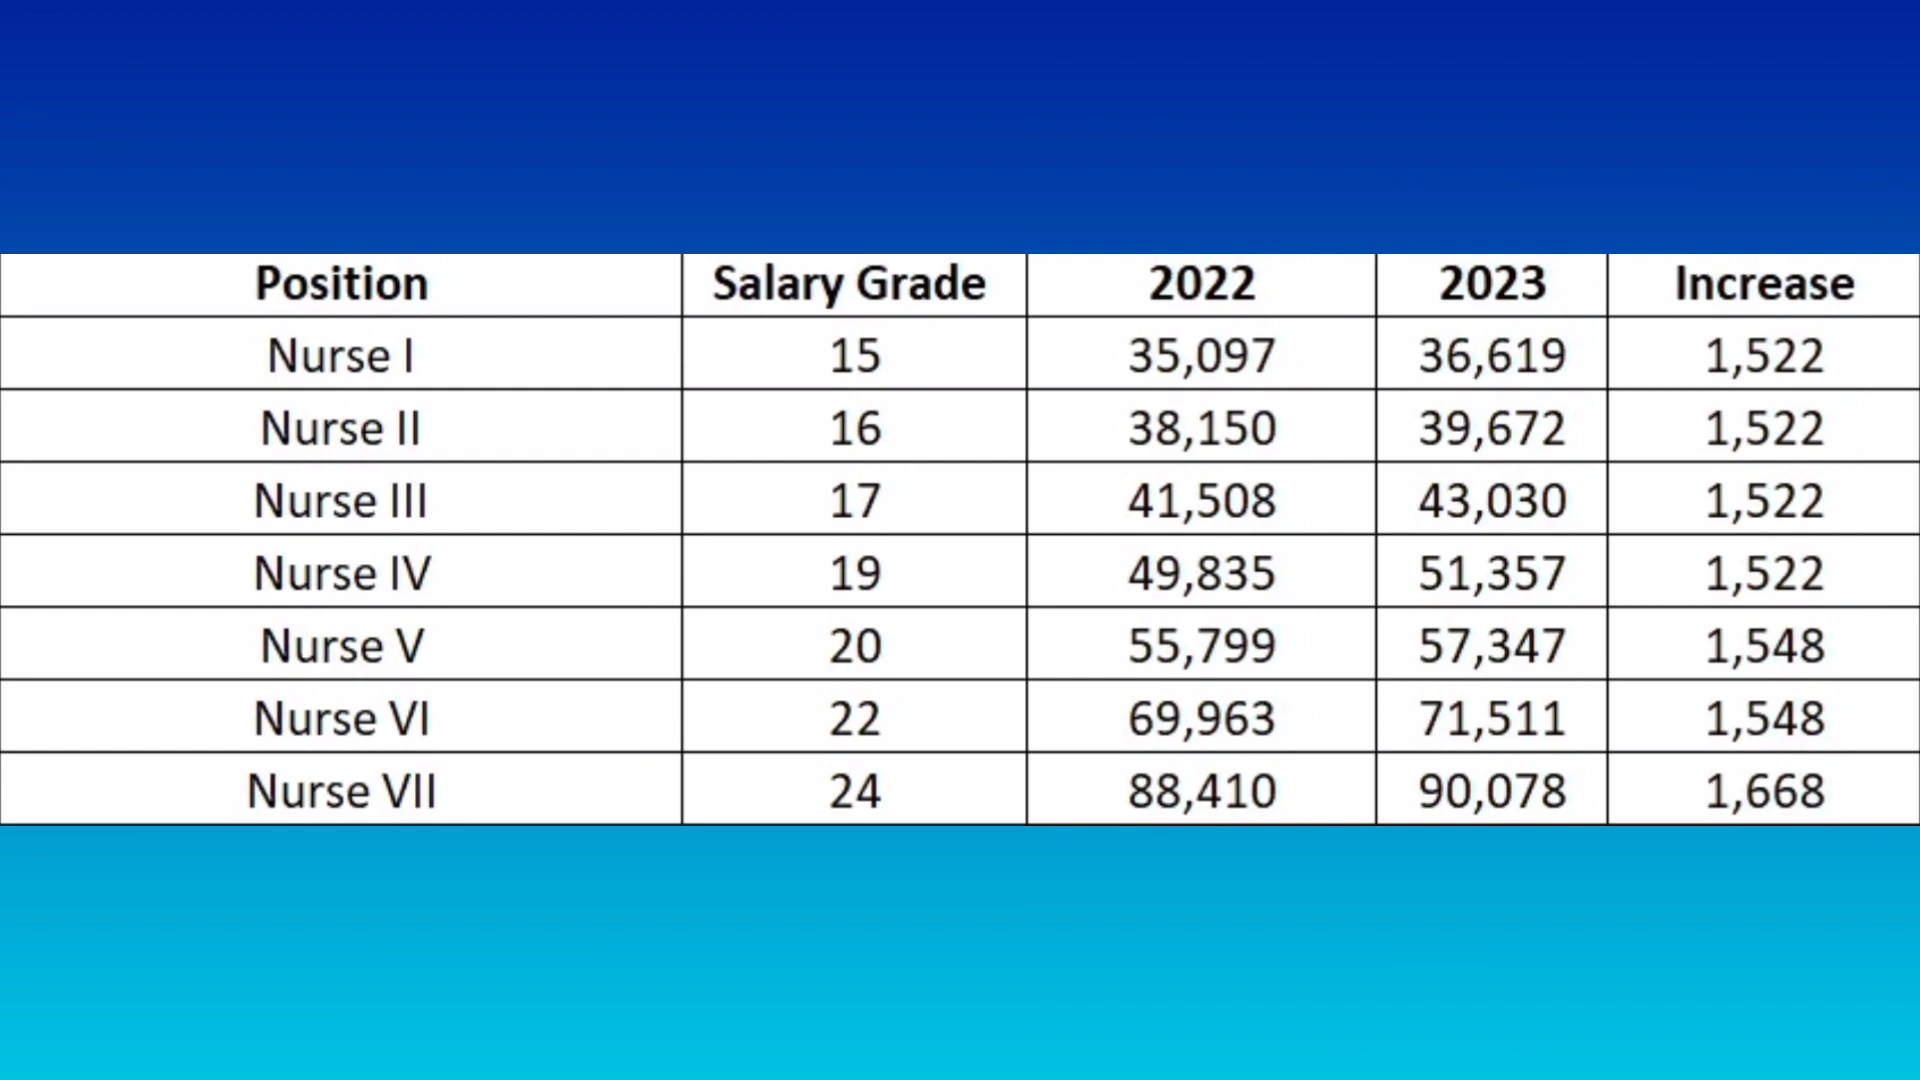 Position Salary Grade 2022 2023 Increase
Nurse I 15 35,097 36,619 1,522
Nurse II 16 38,150 39,672 1,522
Nurse III 17 41,508 43,030 1,522
Nurse IV 19 49,835 51,357 1,522
Nurse V 20 55,799 57,347 1,548
Nurse VI 22 69,963 71,511 1,548
Nurse VII 24 88,410 90,078 1,668